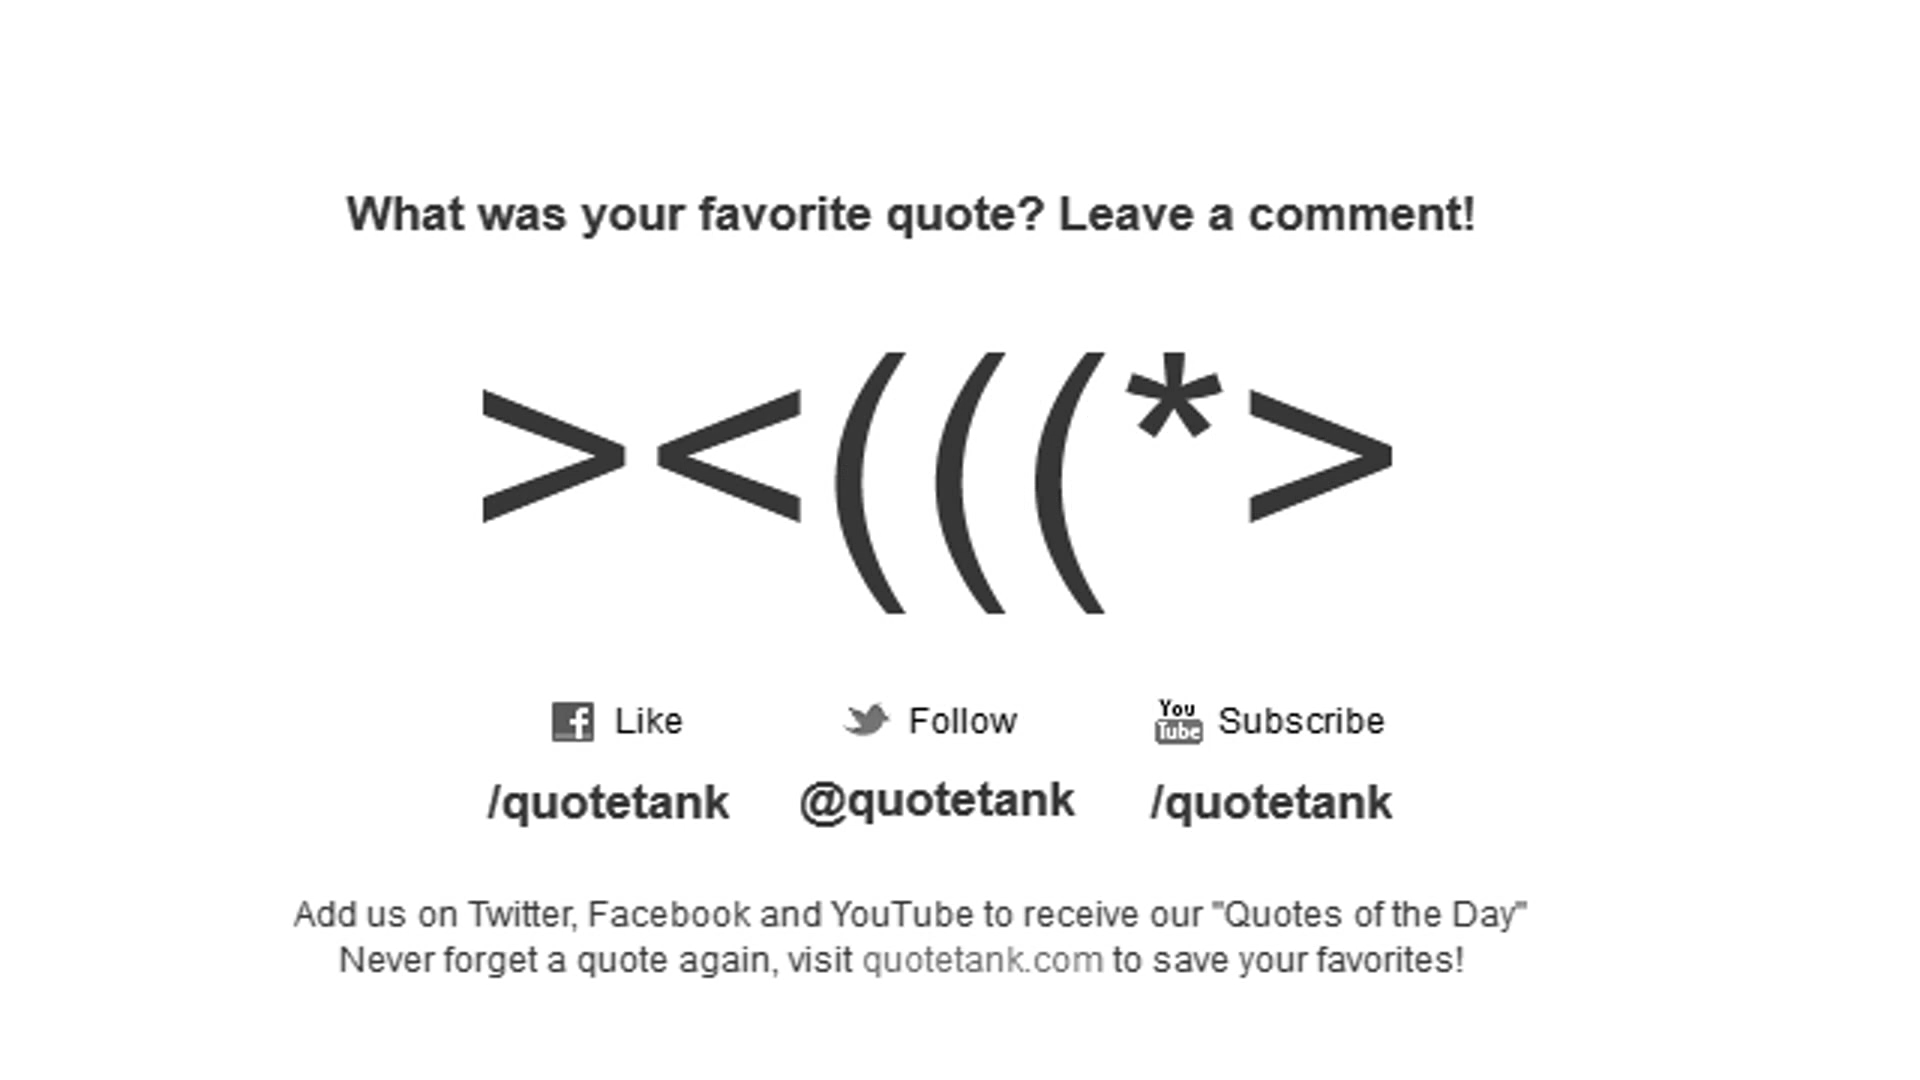 What was your favorite quote? Leave a comment!
><(((*>
f Like Follow You Tube Subscribe
/quotetank @quotetank /quotetank
Add us on Twitter, Facebook and YouTube to receive our "Quotes of the Day"
Never forget a quote again, visit quotetank.com to save your favorites!